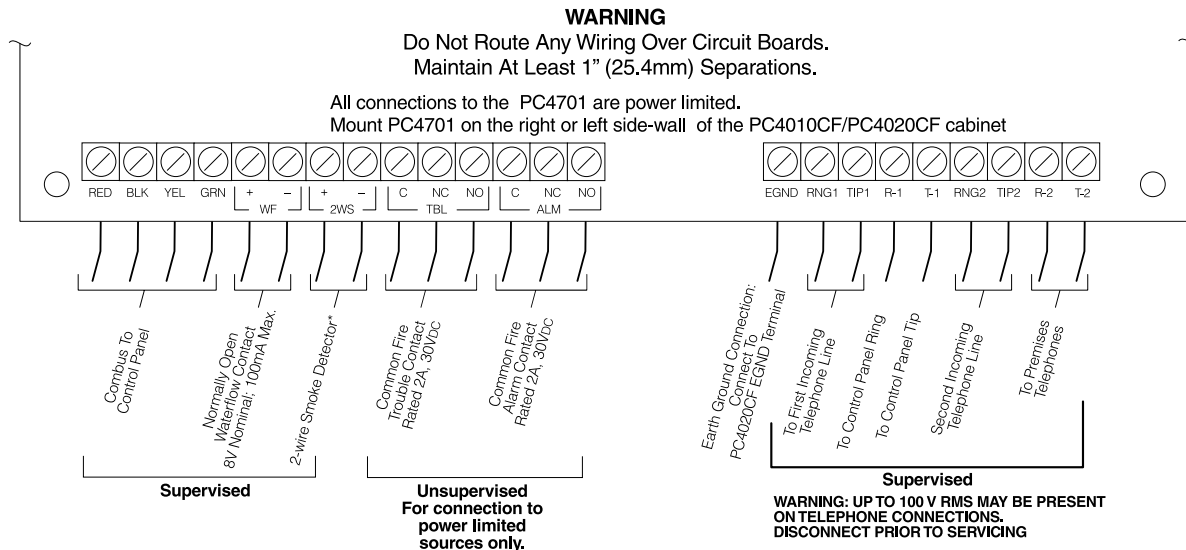 WARNING
Do Not Route Any Wiring Over Circuit Boards.
Maintain At Least 1” (25.4mm) Separations.
All connections to the PC4701 are power limited.
Mount PC4701 on the right or left side-wall of the PC4010CF/PC4020CF cabinet
RED BLK YEL GRN + − + − C NC NO C NC NO
WF 2WS TBL ALM
EGND RNG1 TIP1 R-1 T-1 RNG2 TIP2 R-2 T-2
Combus To
Control Panel
Normally Open
Waterflow Contact
8V Nominal; 100mA Max.
2-wire Smoke Detector*
Common Fire
Trouble Contact
Rated 2A, 30VDC
Common Fire
Alarm Contact
Rated 2A, 30VDC
Earth Ground Connection:
Connect To
PC4020CF EGND Terminal
To First Incoming
Telephone Line
To Control Panel Ring
To Control Panel Tip
Second Incoming
Telephone Line
To Premises
Telephones
Supervised
Unsupervised
For connection to
power limited
sources only.
Supervised
WARNING: UP TO 100 V RMS MAY BE PRESENT
ON TELEPHONE CONNECTIONS.
DISCONNECT PRIOR TO SERVICING